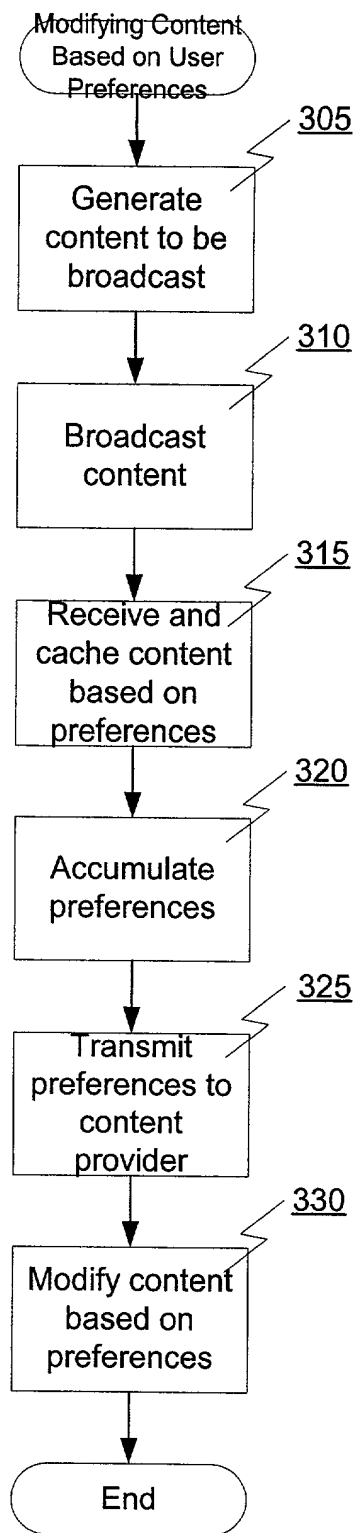 Modifying Content
Based on User
Preferences
305
Generate
content to be
broadcast
310
Broadcast
content
315
Receive and
cache content
based on
preferences
320
Accumulate
preferences
325
Transmit
preferences to
content
provider
330
Modify content
based on
preferences
End